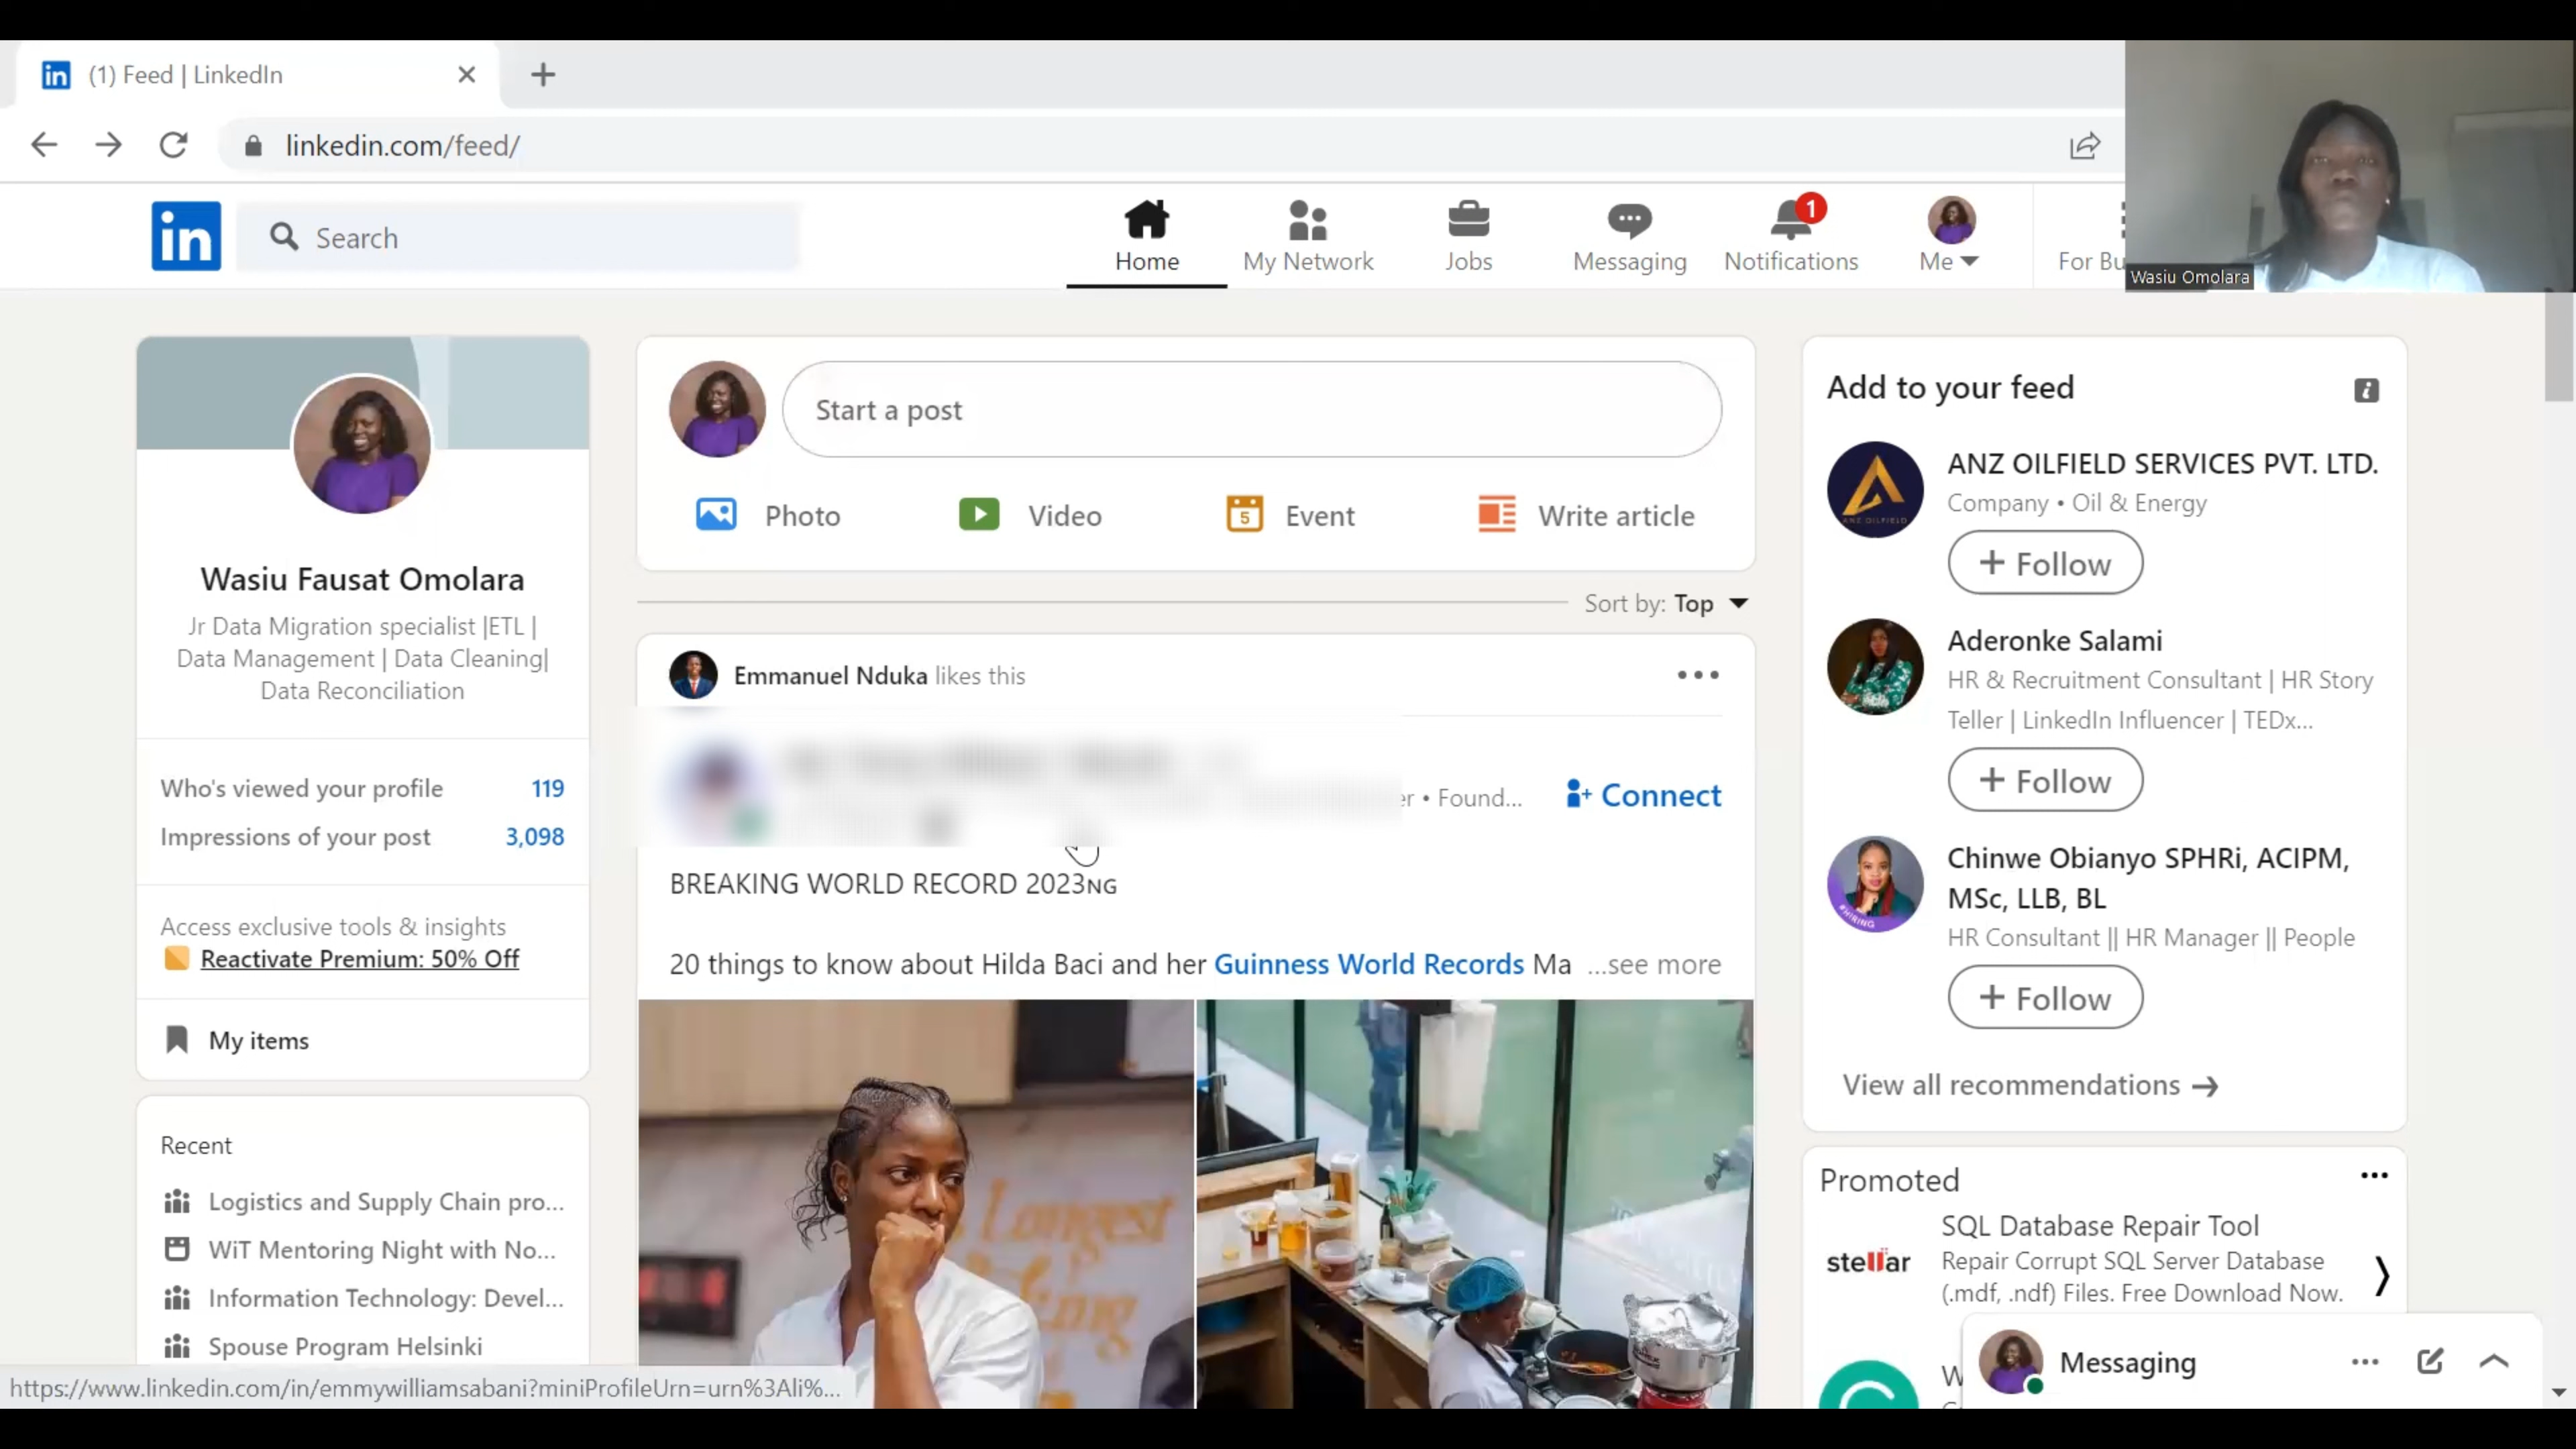 (1) Feed | LinkedIn
linkedin.com/feed/
in
Search
Home
My Network
Jobs
Messaging
1
Notifications
Me
For Bu
Wasiu Omolara
Wasiu Fausat Omolara
Jr Data Migration specialist |ETL |
Data Management | Data Cleaning|
Data Reconciliation
Who's viewed your profile 119
Impressions of your post 3,098
Access exclusive tools & insights
Reactivate Premium: 50% Off
My items
Recent
Logistics and Supply Chain pro...
WiT Mentoring Night with No...
Information Technology: Devel...
Spouse Program Helsinki
https://www.linkedin.com/in/emmywilliamsabani?miniProfileUrn=urn%3Ali%...
Start a post
Photo
Video
5
Event
Write article
Sort by: Top
Emmanuel Nduka likes this
er • Found...
Connect
BREAKING WORLD RECORD 2023NG
20 things to know about Hilda Baci and her Guinness World Records Ma ...see more
Longest
Add to your feed
ANZ OILFIELD
ANZ OILFIELD SERVICES PVT. LTD.
Company • Oil & Energy
+ Follow
Aderonke Salami
HR & Recruitment Consultant | HR Story
Teller | LinkedIn Influencer | TEDx...
+ Follow
#HIRING
Chinwe Obianyo SPHRi, ACIPM,
MSc, LLB, BL
HR Consultant || HR Manager || People
+ Follow
View all recommendations →
Promoted
stellar
SQL Database Repair Tool
Repair Corrupt SQL Server Database
(.mdf, .ndf) Files. Free Download Now.
Messaging